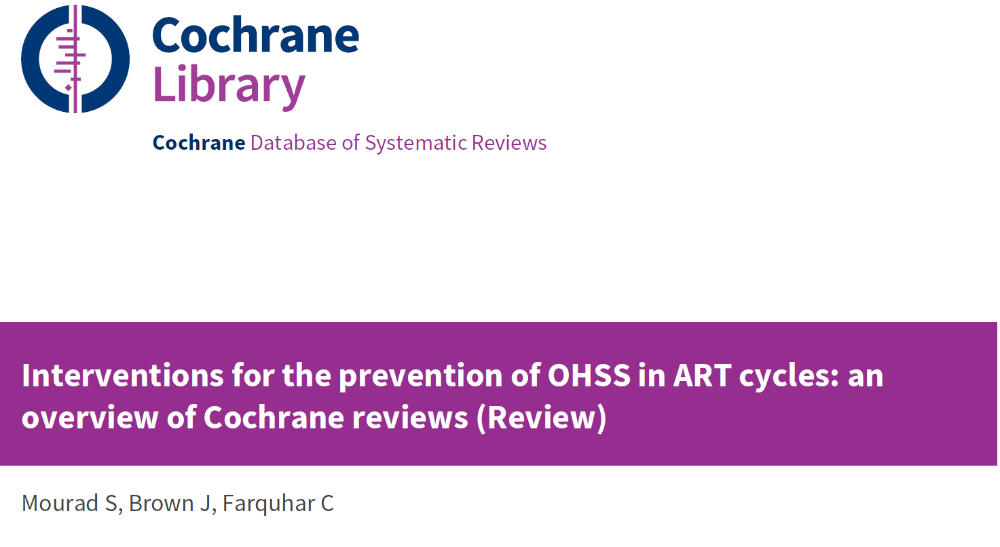 Cochrane
Library
Cochrane Database of Systematic Reviews
Interventions for the prevention of OHSS in ART cycles: an
overview of Cochrane reviews (Review)
Mourad S, Brown J, Farquhar C